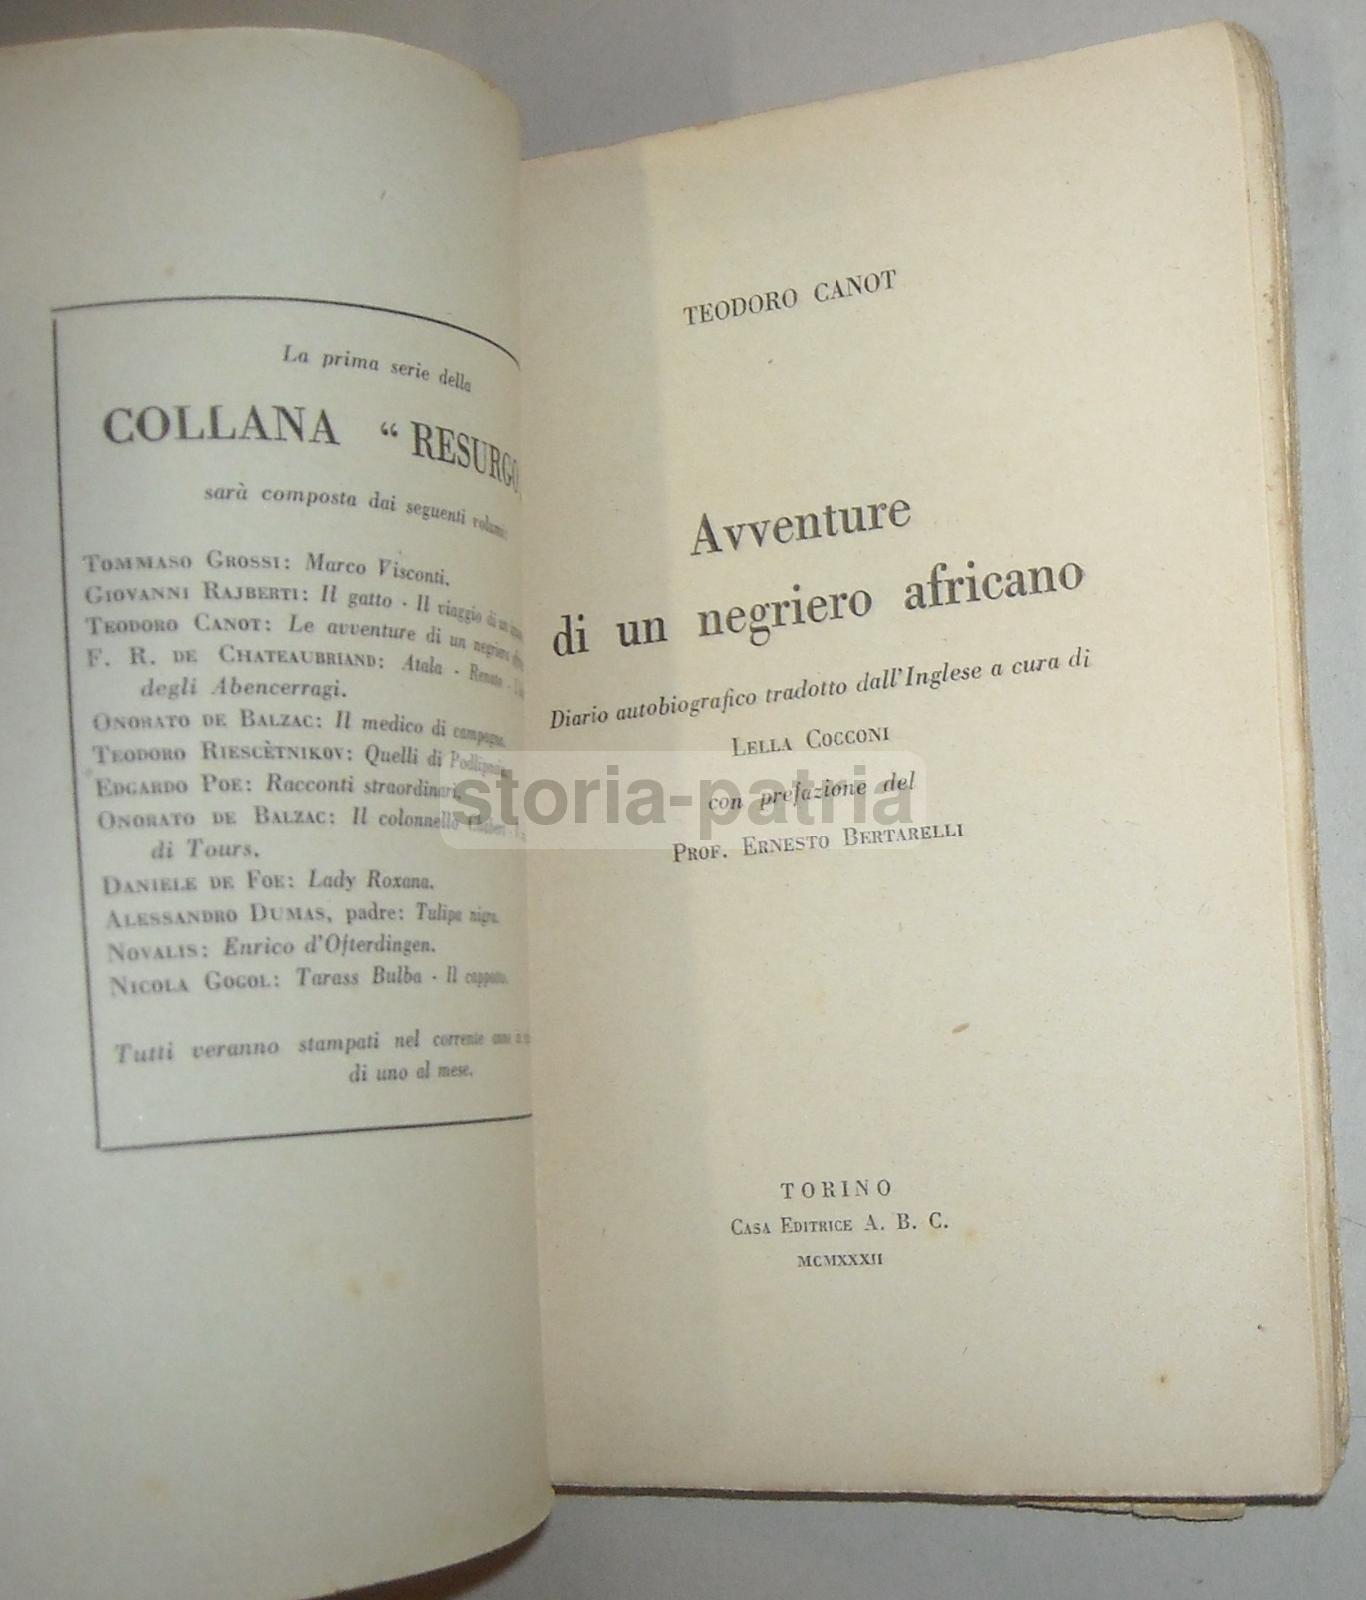 La prima serie della
COLLANA “ RESURGO
sarà composta dai seguenti volumi:
TOMMASO GROSSI: Marco Visconti.
GIOVANNI RAJBERTI: Il gatto - Il viaggio di un
TEODORO CANOT: Le avventure di un negriero
F. R. DE CHATEAUBRIAND: Atala - Renato -
degli Abencerragi.
ONORATO DE BALZAC: Il medico di campagna.
TEODORO RIESCÈTNIKOV: Quelli di
EDGARDO POE: Racconti straordinari.
ONORATO DE BALZAC: Il colonnello
di Tours.
DANIELE DE FOE: Lady Roxana.
ALESSANDRO DUMAS, padre: Tulipa nigra.
NOVALIS: Enrico d'Ofterdingen.
NICOLA GOGOL: Tarass Bulba - Il cappotto.
Tutti veranno stampati nel corrente
di uno al mese.
TEODORO CANOT
Avventure
di un negriero africano
Diario autobiografico tradotto dall'Inglese a cura di
LELLA COCCONI
con prefazione del
PROF. ERNESTO BERTARELLI
storia-patria
TORINO
CASA EDITRICE A. B. C.
MCMXXXII